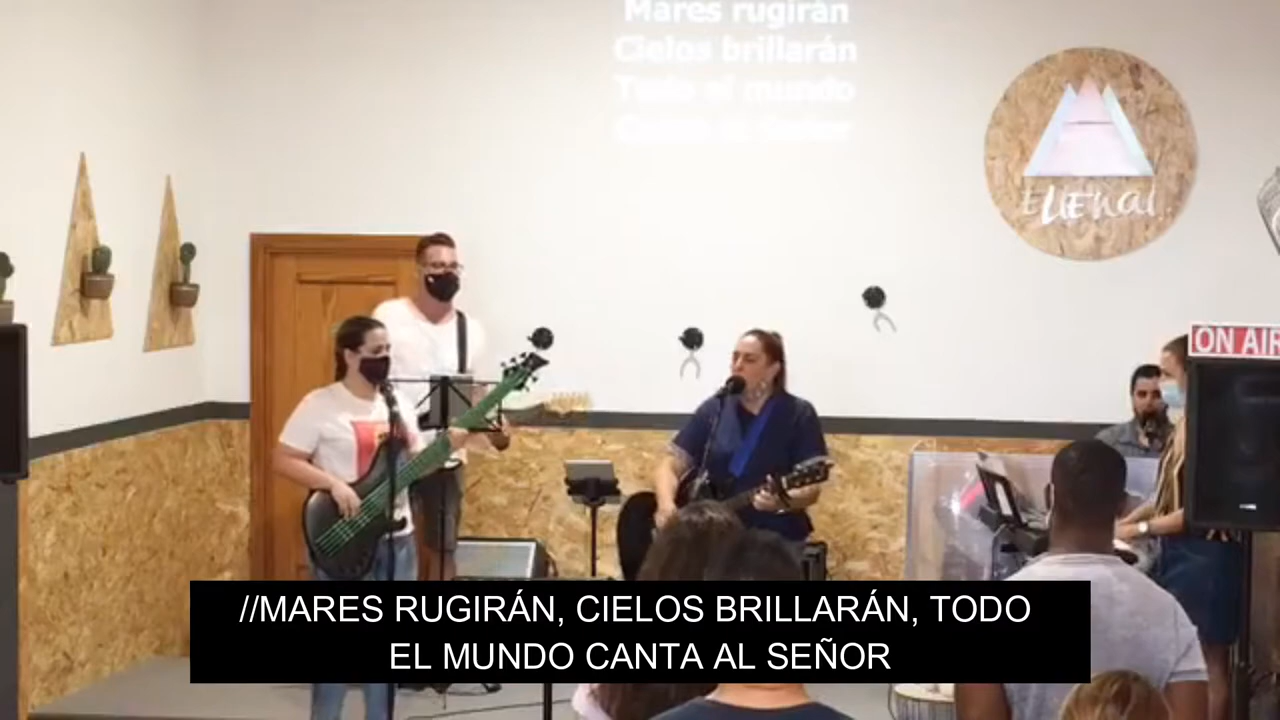 Mares rugirán
Cielos brillarán
Todo el mundo
ELIENAI
ON AIR
//MARES RUGIRÁN, CIELOS BRILLARÁN, TODO
EL MUNDO CANTA AL SEÑOR